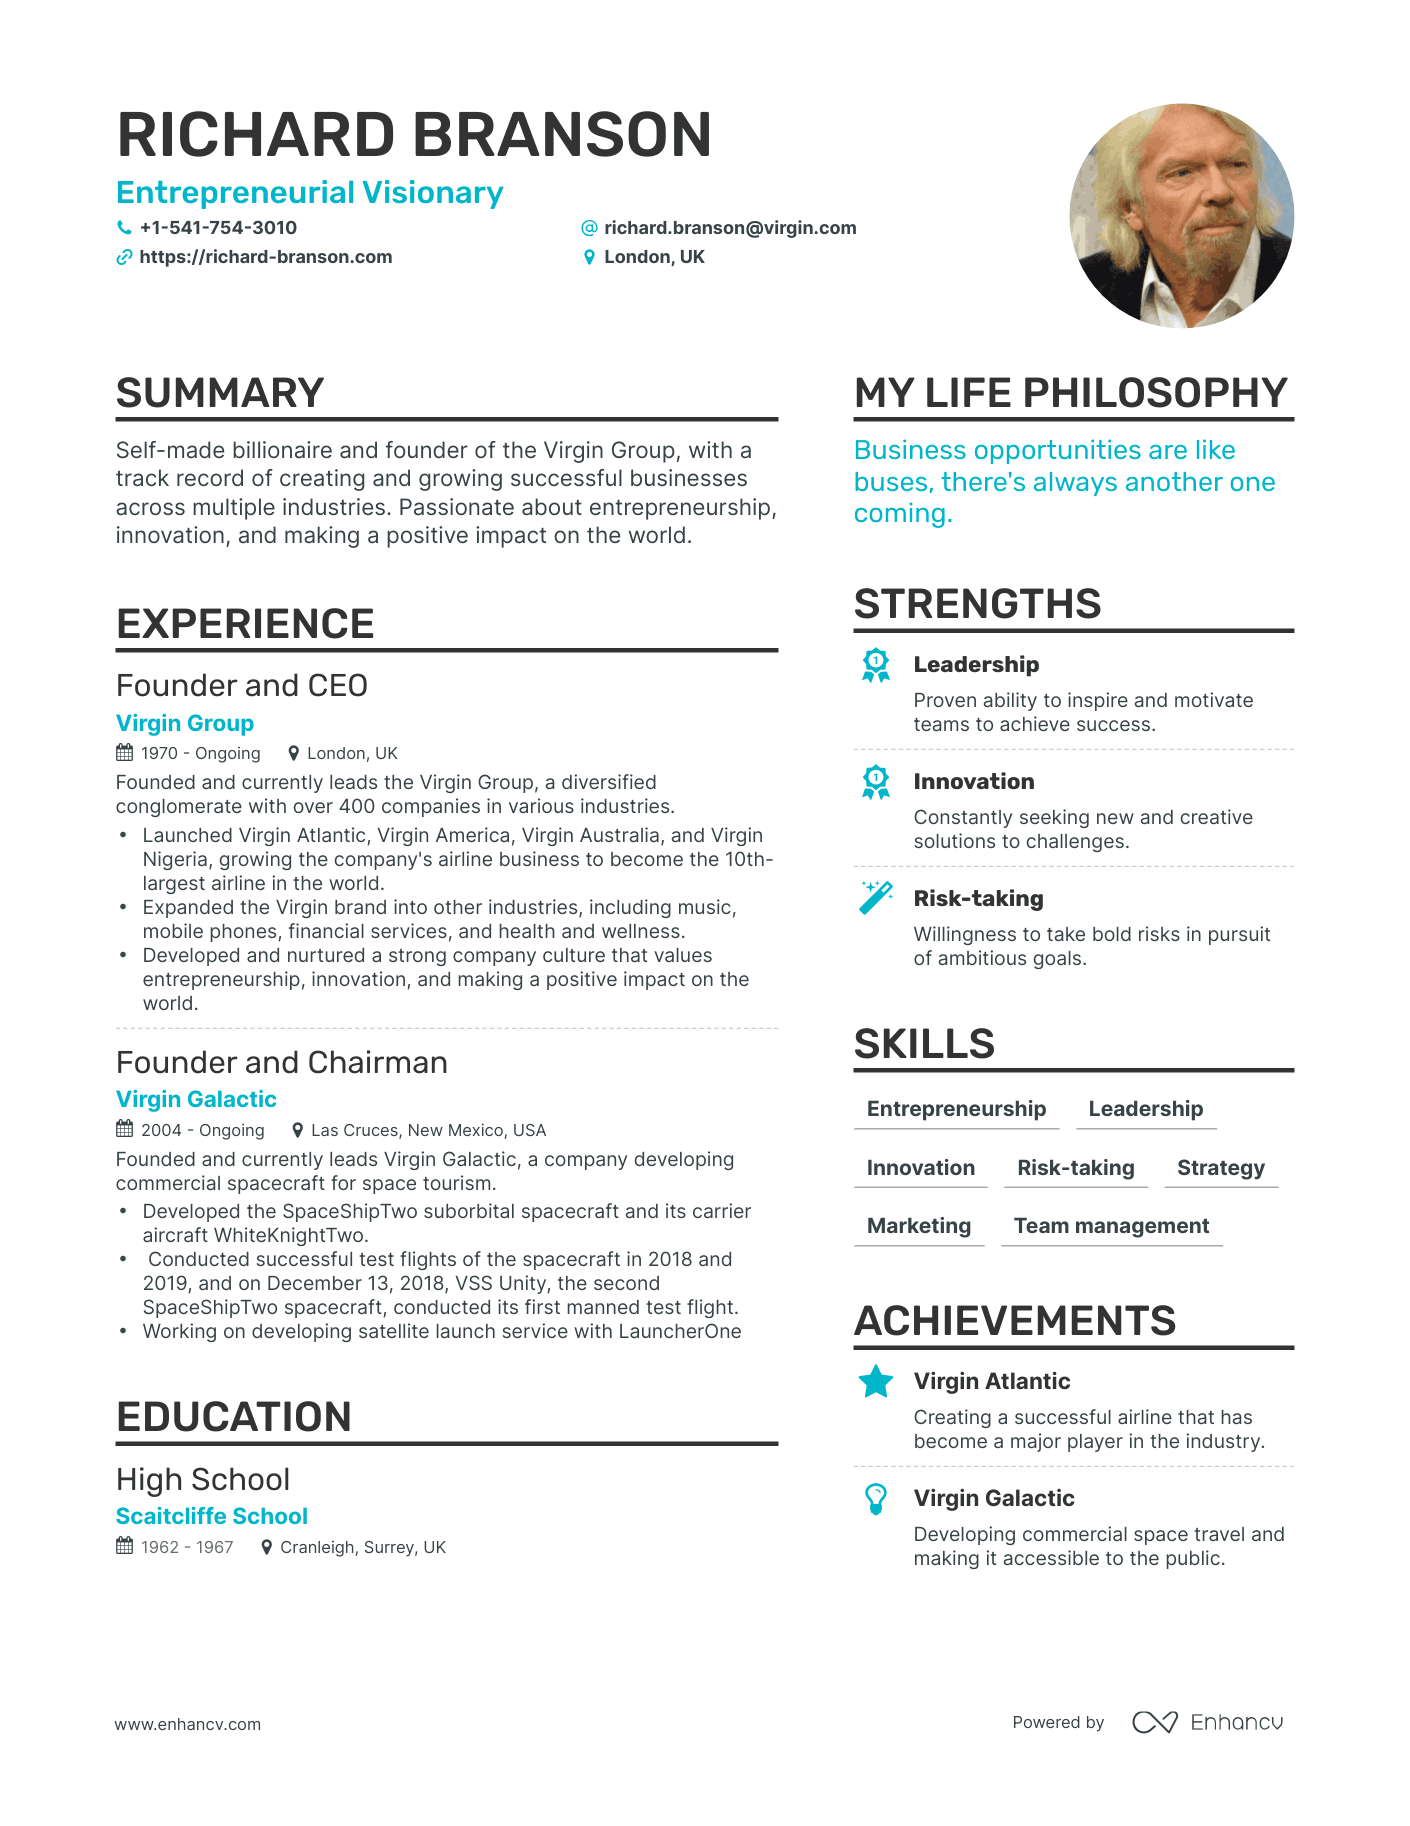 RICHARD BRANSON
Entrepreneurial Visionary
+1-541-754-3010
richard.branson@virgin.com
https://richard-branson.com
London, UK
SUMMARY
Self-made billionaire and founder of the Virgin Group, with a
track record of creating and growing successful businesses
across multiple industries. Passionate about entrepreneurship,
innovation, and making a positive impact on the world.
EXPERIENCE
Founder and CEO
Virgin Group
1970 - Ongoing London, UK
Founded and currently leads the Virgin Group, a diversified
conglomerate with over 400 companies in various industries.
• Launched Virgin Atlantic, Virgin America, Virgin Australia, and Virgin
Nigeria, growing the company's airline business to become the 10th-
largest airline in the world.
• Expanded the Virgin brand into other industries, including music,
mobile phones, financial services, and health and wellness.
• Developed and nurtured a strong company culture that values
entrepreneurship, innovation, and making a positive impact on the
world.
Founder and Chairman
Virgin Galactic
2004 - Ongoing Las Cruces, New Mexico, USA
Founded and currently leads Virgin Galactic, a company developing
commercial spacecraft for space tourism.
• Developed the SpaceShipTwo suborbital spacecraft and its carrier
aircraft WhiteKnightTwo.
• Conducted successful test flights of the spacecraft in 2018 and
2019, and on December 13, 2018, VSS Unity, the second
SpaceShipTwo spacecraft, conducted its first manned test flight.
• Working on developing satellite launch service with LauncherOne
EDUCATION
High School
Scaitcliffe School
1962 - 1967 Cranleigh, Surrey, UK
MY LIFE PHILOSOPHY
Business opportunities are like
buses, there's always another one
coming.
STRENGTHS
1
Leadership
Proven ability to inspire and motivate
teams to achieve success.
1
Innovation
Constantly seeking new and creative
solutions to challenges.
Risk-taking
Willingness to take bold risks in pursuit
of ambitious goals.
SKILLS
Entrepreneurship Leadership
Innovation Risk-taking Strategy
Marketing Team management
ACHIEVEMENTS
Virgin Atlantic
Creating a successful airline that has
become a major player in the industry.
Virgin Galactic
Developing commercial space travel and
making it accessible to the public.
www.enhancv.com
Powered by Enhancv